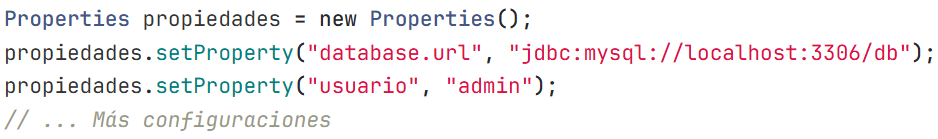 Properties propiedades = new Properties();
propiedades.setProperty("database.url", "jdbc:mysql://localhost:3306/db");
propiedades.setProperty("usuario", "admin");
// ... Más configuraciones